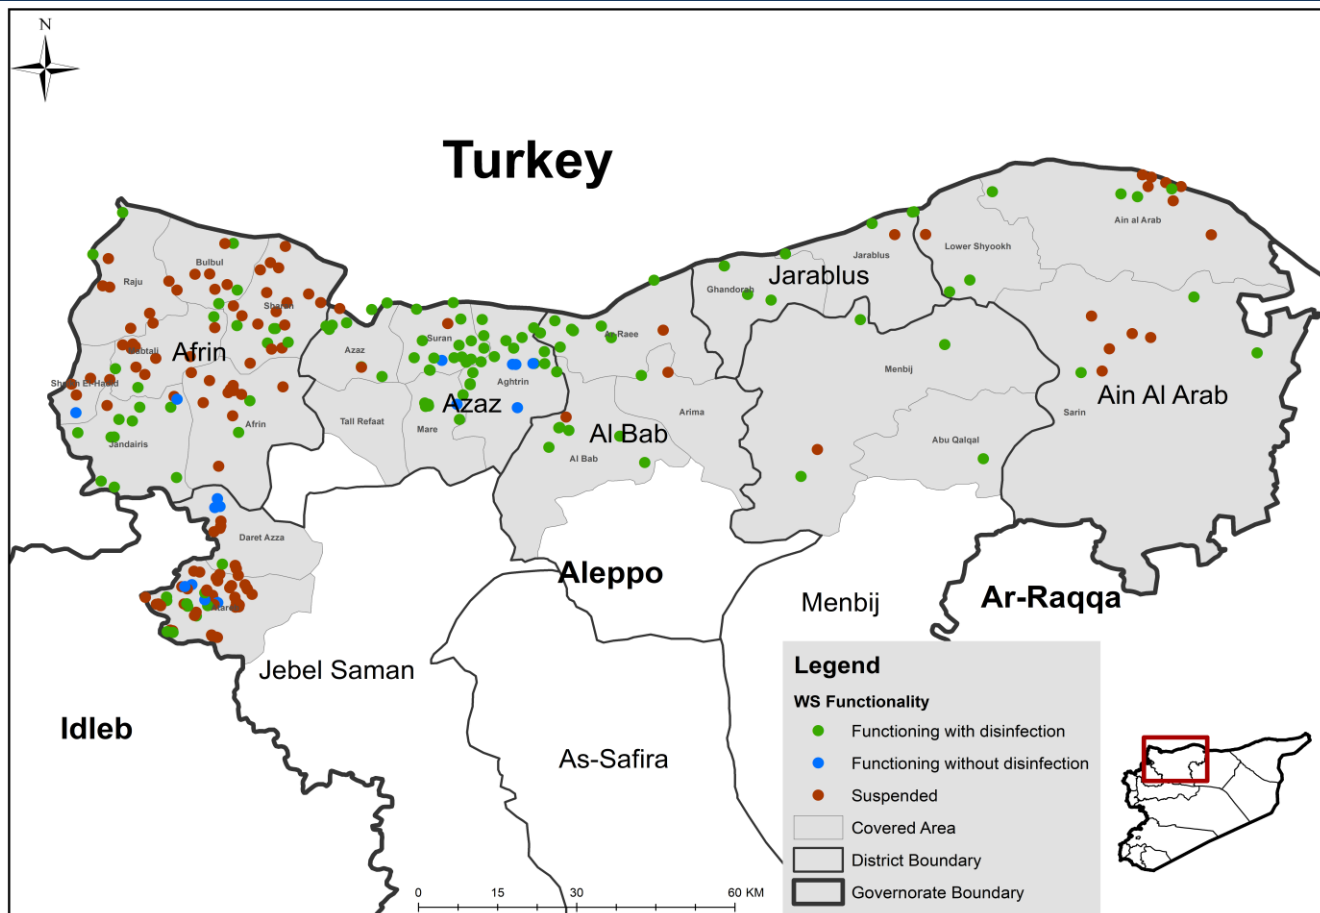 N
Turkey
Ain al Arab
Lower Shyookh
Jarablus
Bulbul
Raju
Jarablus
Ghandorah
Sharan
Ar-Raee
Suran
Azaz
Afrin
Menbij
Aghtrin
Ain Al Arab
Azaz
Sarin
Arima
Tall Refaat
Mare
Afrin
Al Bab
Abu Qalqal
Jandairis
Al Bab
Daret Azza
Aleppo
Ar-Raqqa
Menbij
Jebel Saman
Idleb
As-Safira
Legend
WS Functionality
Functioning with disinfection
Functioning without disinfection
Suspended
Covered Area
District Boundary
Governorate Boundary
0 15 30 60 KM